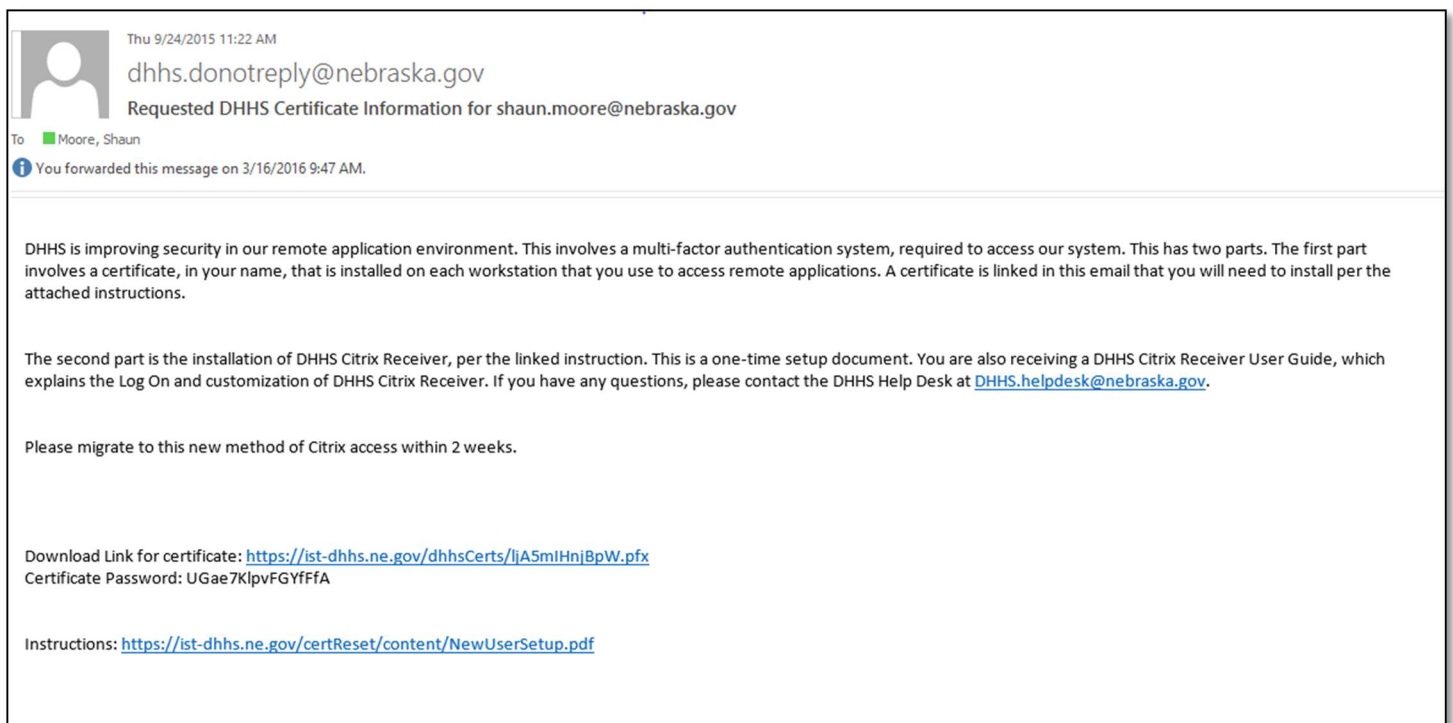 Thu 9/24/2015 11:22 AM
dhhs.donotreply@nebraska.gov
Requested DHHS Certificate Information for shaun.moore@nebraska.gov
To Moore, Shaun
You forwarded this message on 3/16/2016 9:47 AM.
DHHS is improving security in our remote application environment. This involves a multi-factor authentication system, required to access our system. This has two parts. The first part
involves a certificate, in your name, that is installed on each workstation that you use to access remote applications. A certificate is linked in this email that you will need to install per the
attached instructions.
The second part is the installation of DHHS Citrix Receiver, per the linked instruction. This is a one-time setup document. You are also receiving a DHHS Citrix Receiver User Guide, which
explains the Log On and customization of DHHS Citrix Receiver. If you have any questions, please contact the DHHS Help Desk at DHHS.helpdesk@nebraska.gov.
Please migrate to this new method of Citrix access within 2 weeks.
Download Link for certificate: https://ist-dhhs.ne.gov/dhhsCerts/ljA5mIHnjBpW.pfx
Certificate Password: UGae7KlpvFGYfFfA
Instructions: https://ist-dhhs.ne.gov/certReset/content/NewUserSetup.pdf